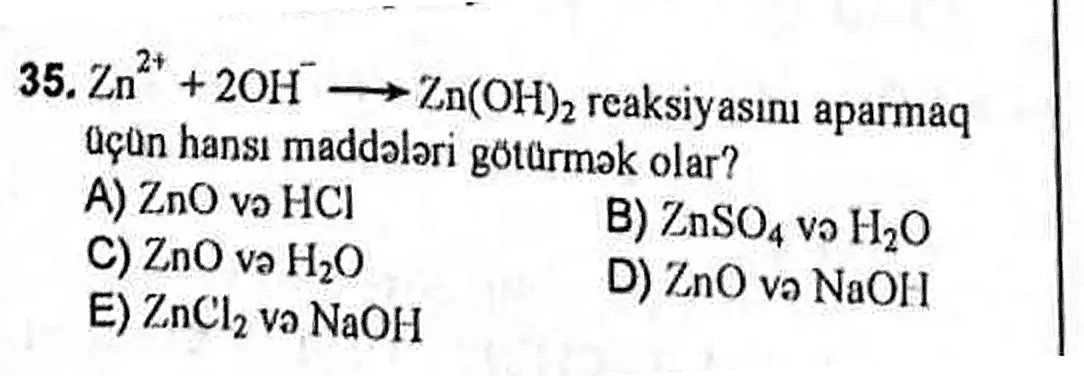 35. Zn²⁺ + 2OH⁻ ⟶ Zn(OH)₂ reaksiyasını aparmaq
üçün hansı maddələri götürmək olar?
A) ZnO və HCl
B) ZnSO₄ və H₂O
C) ZnO və H₂O
D) ZnO və NaOH
E) ZnCl₂ və NaOH